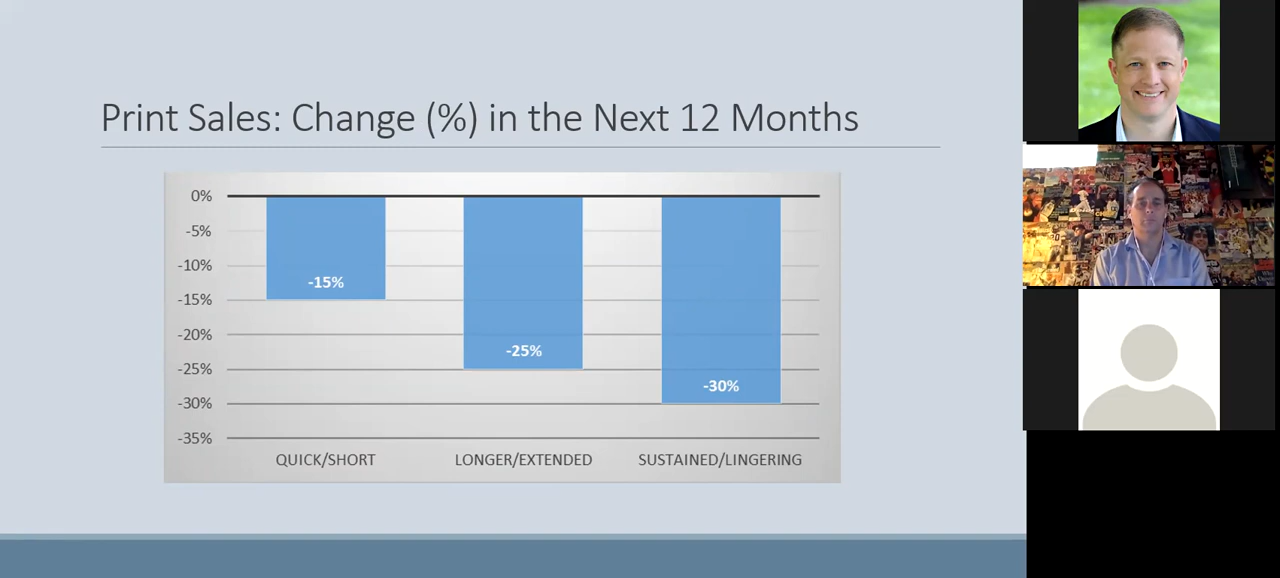 Print Sales: Change (%) in the Next 12 Months
0%
-5%
-10%
-15%
-20%
-25%
-30%
-35%
-15%
-25%
-30%
QUICK/SHORT
LONGER/EXTENDED
SUSTAINED/LINGERING